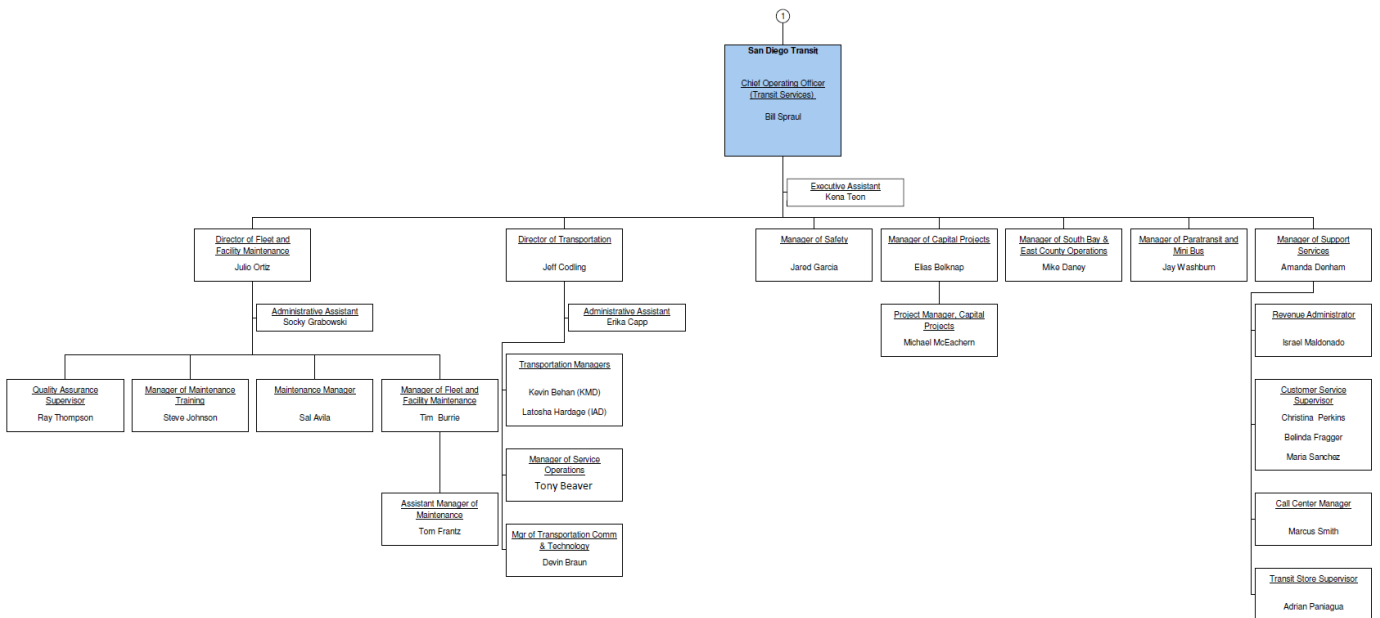 1
San Diego Transit
Chief Operating Officer
(Transit Services)
Bill Spraul
Executive Assistant
Kena Teon
Director of Fleet and
Facility Maintenance
Julio Ortiz
Director of Transportation
Jeff Codling
Manager of Safety
Jared Garcia
Manager of Capital Projects
Elias Belknap
Manager of South Bay &
East County Operations
Mike Daney
Manager of Paratransit and
Mini Bus
Jay Washburn
Manager of Support
Services
Amanda Denham
Administrative Assistant
Socky Grabowski
Administrative Assistant
Erika Capp
Project Manager, Capital
Projects
Michael McEachern
Revenue Administrator
Israel Maldonado
Quality Assurance
Supervisor
Ray Thompson
Manager of Maintenance
Training
Steve Johnson
Maintenance Manager
Sal Avila
Manager of Fleet and
Facility Maintenance
Tim Burrie
Transportation Managers
Kevin Behan (KMD)
Latosha Hardage (IAD)
Customer Service
Supervisor
Christina Perkins
Belinda Fragger
Maria Sanchez
Manager of Service
Operations
Tony Beaver
Assistant Manager of
Maintenance
Tom Frantz
Call Center Manager
Marcus Smith
Mgr of Transportation Comm
& Technology
Devin Braun
Transit Store Supervisor
Adrian Paniagua